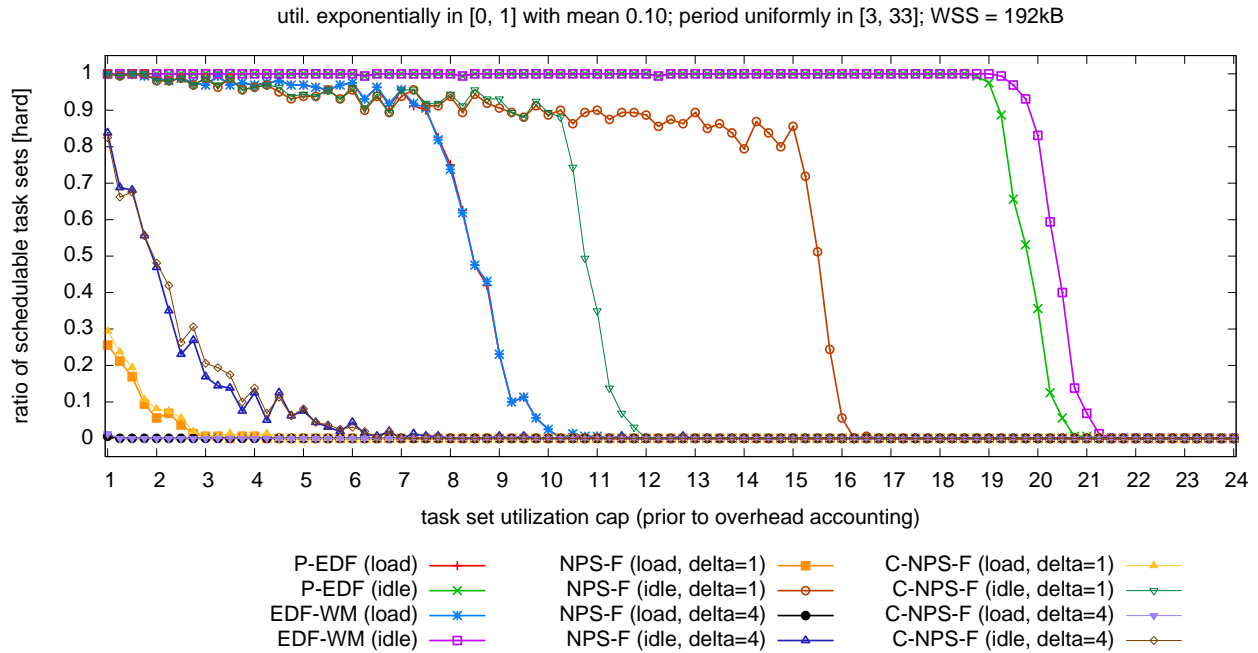 util. exponentially in [0, 1] with mean 0.10; period uniformly in [3, 33]; WSS = 192kB
ratio of schedulable task sets [hard]
1
0.9
0.8
0.7
0.6
0.5
0.4
0.3
0.2
0.1
0
1 2 3 4 5 6 7 8 9 10 11 12 13 14 15 16 17 18 19 20 21 22 23 24
task set utilization cap (prior to overhead accounting)
P-EDF (load)
P-EDF (idle)
EDF-WM (load)
EDF-WM (idle)
NPS-F (load, delta=1)
NPS-F (idle, delta=1)
NPS-F (load, delta=4)
NPS-F (idle, delta=4)
C-NPS-F (load, delta=1)
C-NPS-F (idle, delta=1)
C-NPS-F (load, delta=4)
C-NPS-F (idle, delta=4)